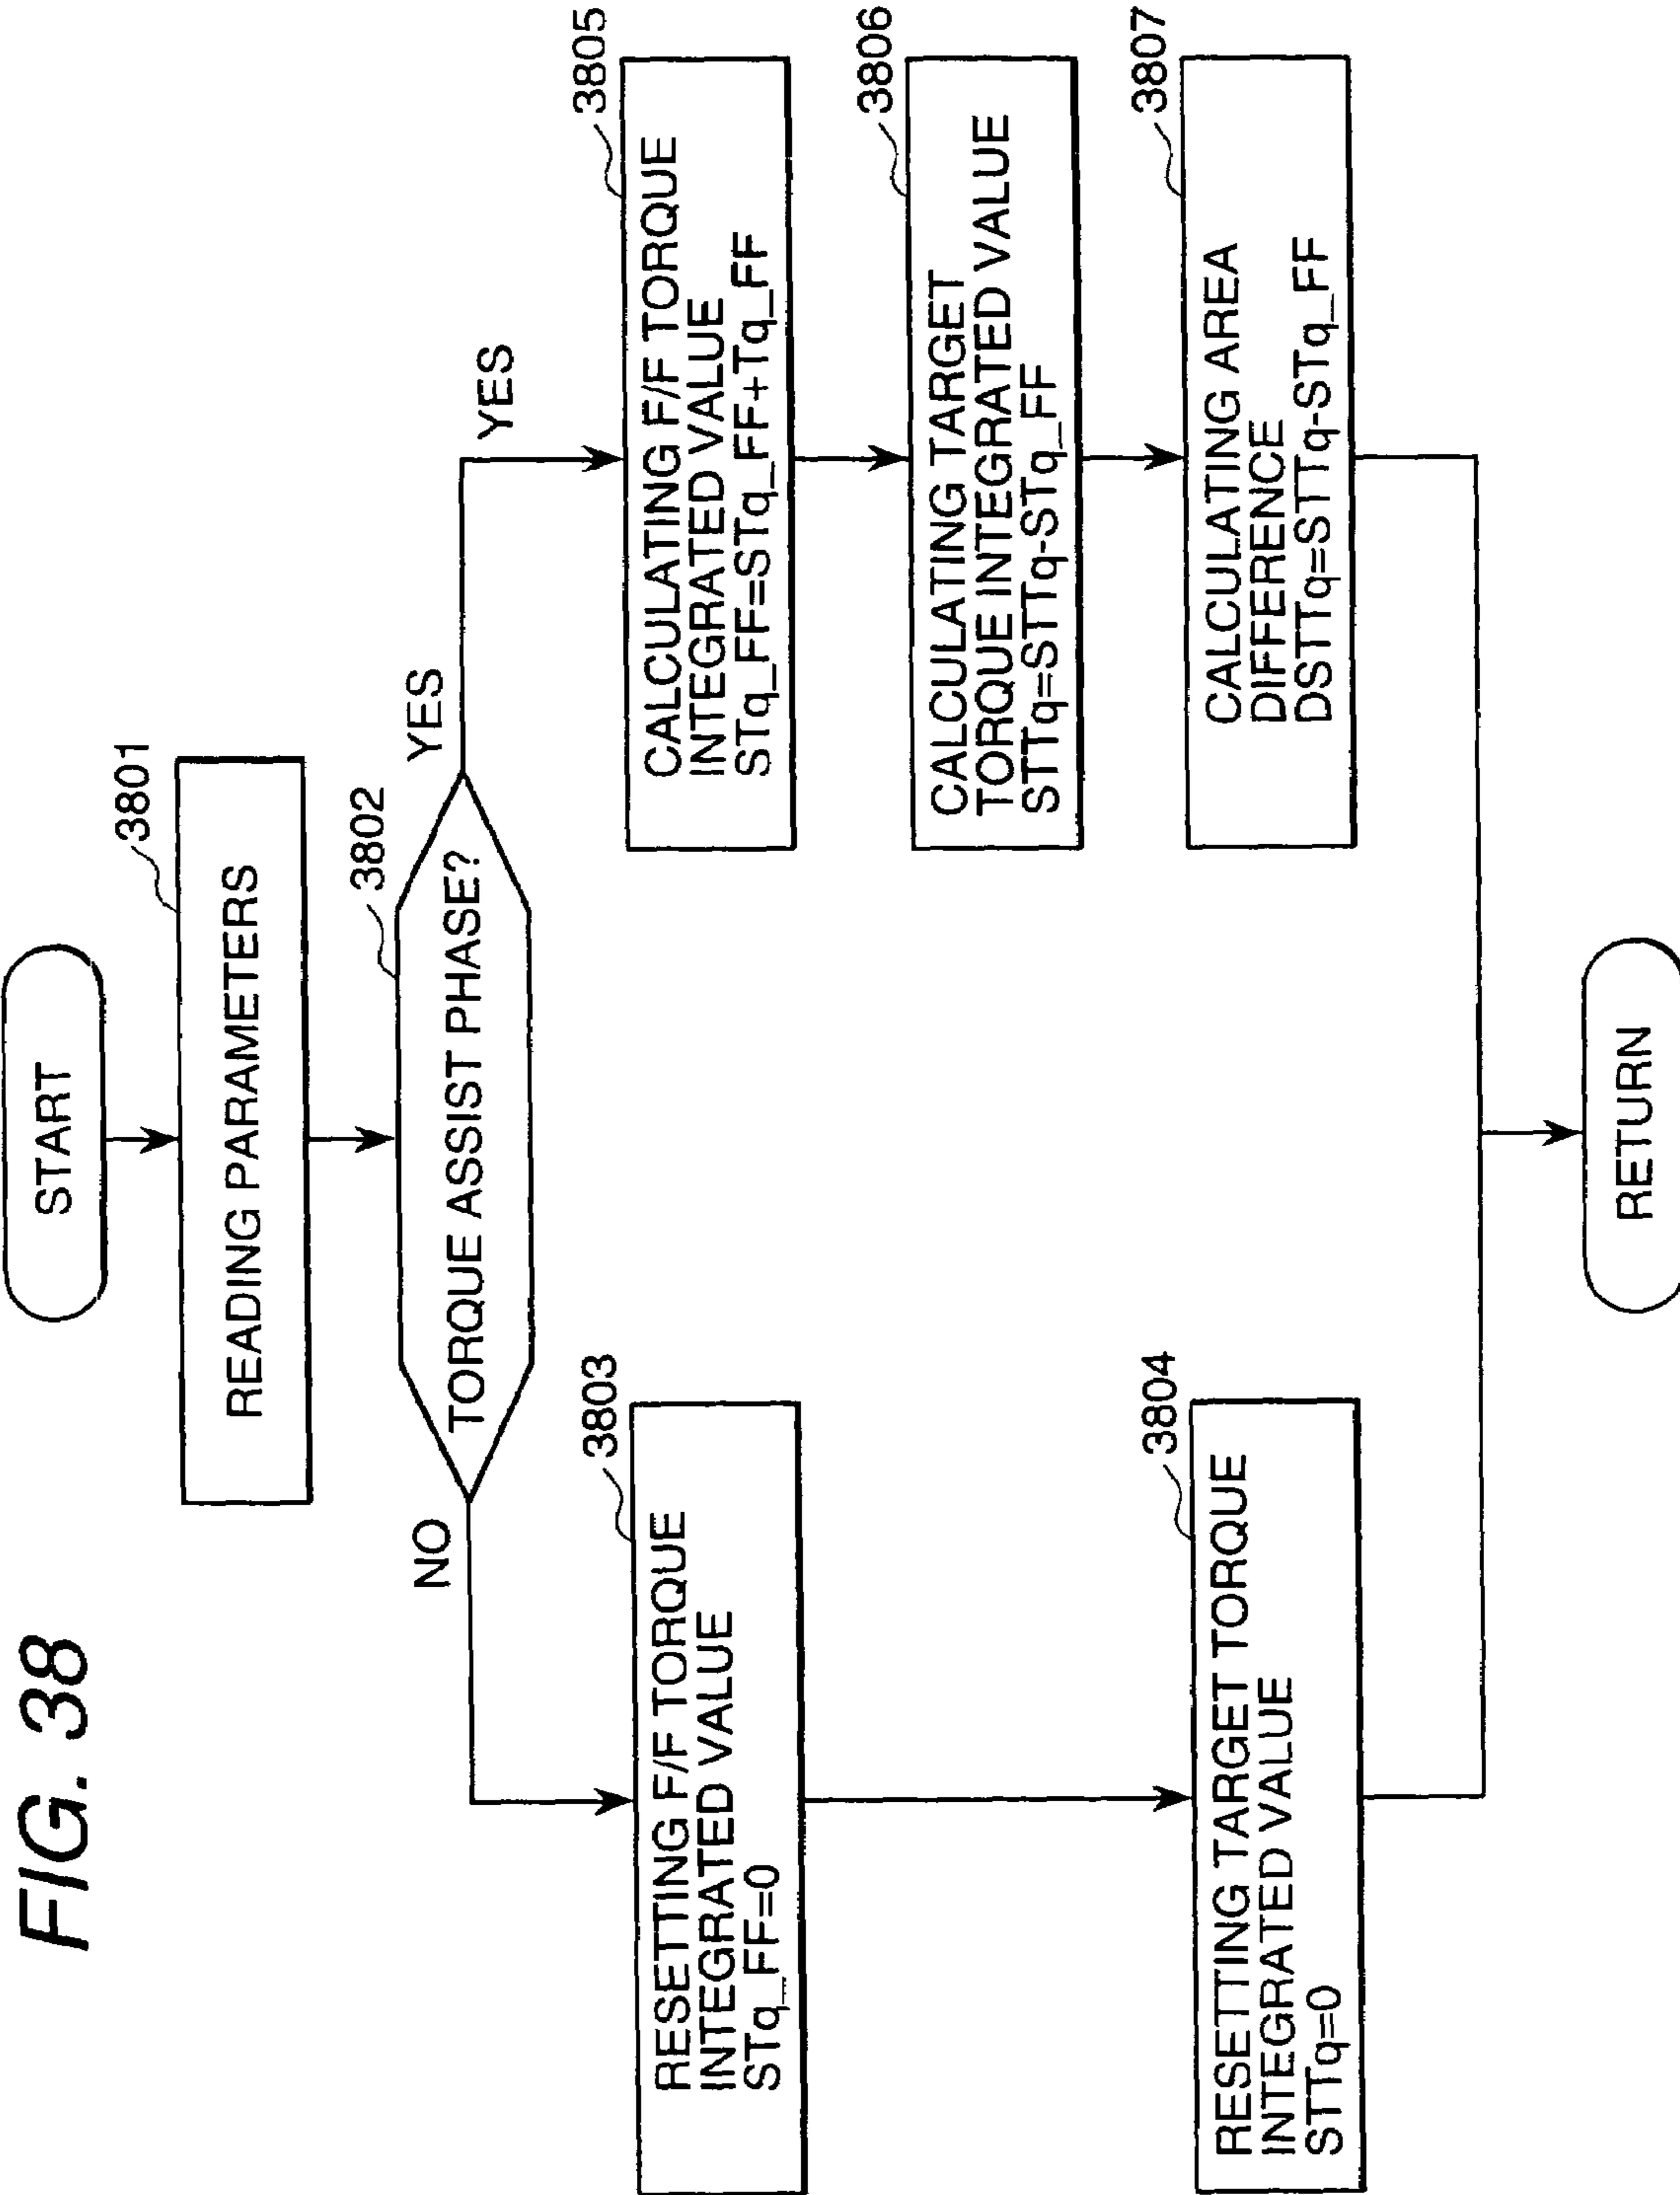 FIG. 38
START
3801
READING PARAMETERS
3802
TORQUE ASSIST PHASE?
NO
YES
YES
3803
RESETTING F/F TORQUE
INTEGRATED VALUE
STq_FF=0
3804
RESETTING TARGET TORQUE
INTEGRATED VALUE
STTq=0
3805
CALCULATING F/F TORQUE
INTEGRATED VALUE
STq_FF=STq_FF+Tq_FF
3806
CALCULATING TARGET
TORQUE INTEGRATED VALUE
STTq=STTq-STq_FF
3807
CALCULATING AREA
DIFFERENCE
DSTTq=STTq-STq_FF
RETURN